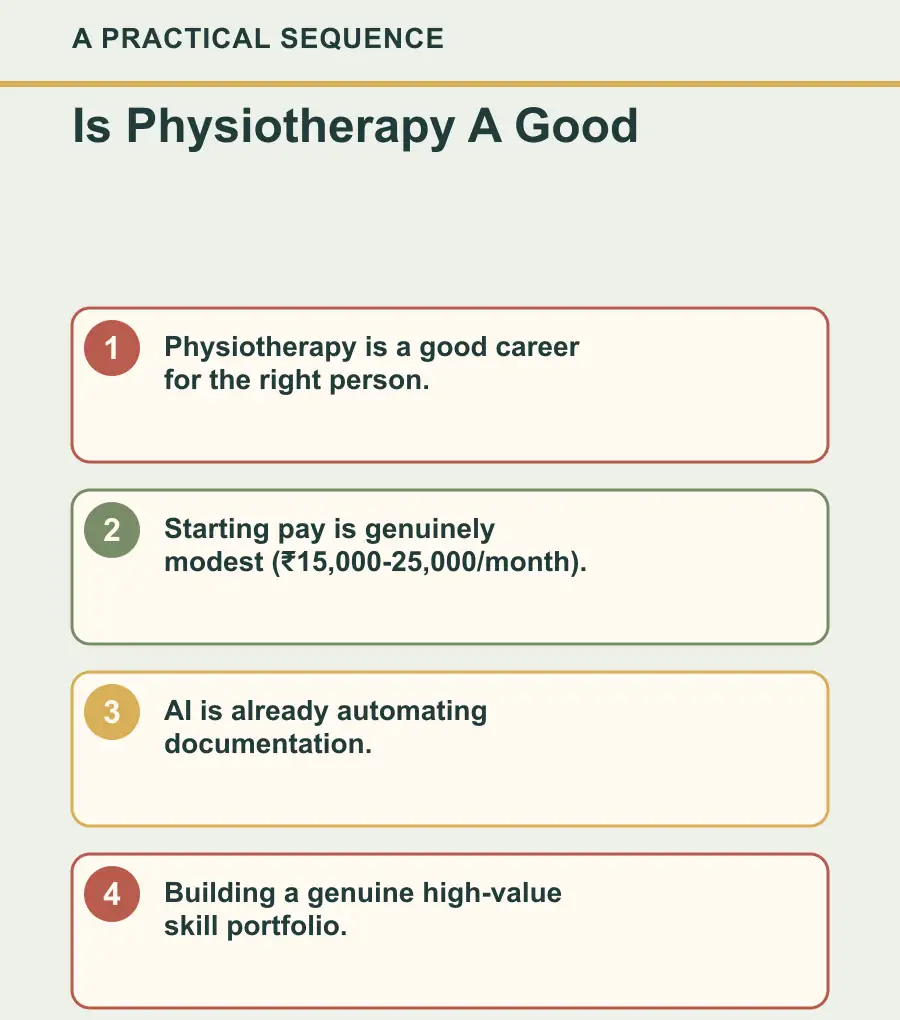 A PRACTICAL SEQUENCE
Is Physiotherapy A Good
1
Physiotherapy is a good career
for the right person.
2
Starting pay is genuinely
modest (₹15,000-25,000/month).
3
AI is already automating
documentation.
4
Building a genuine high-value
skill portfolio.